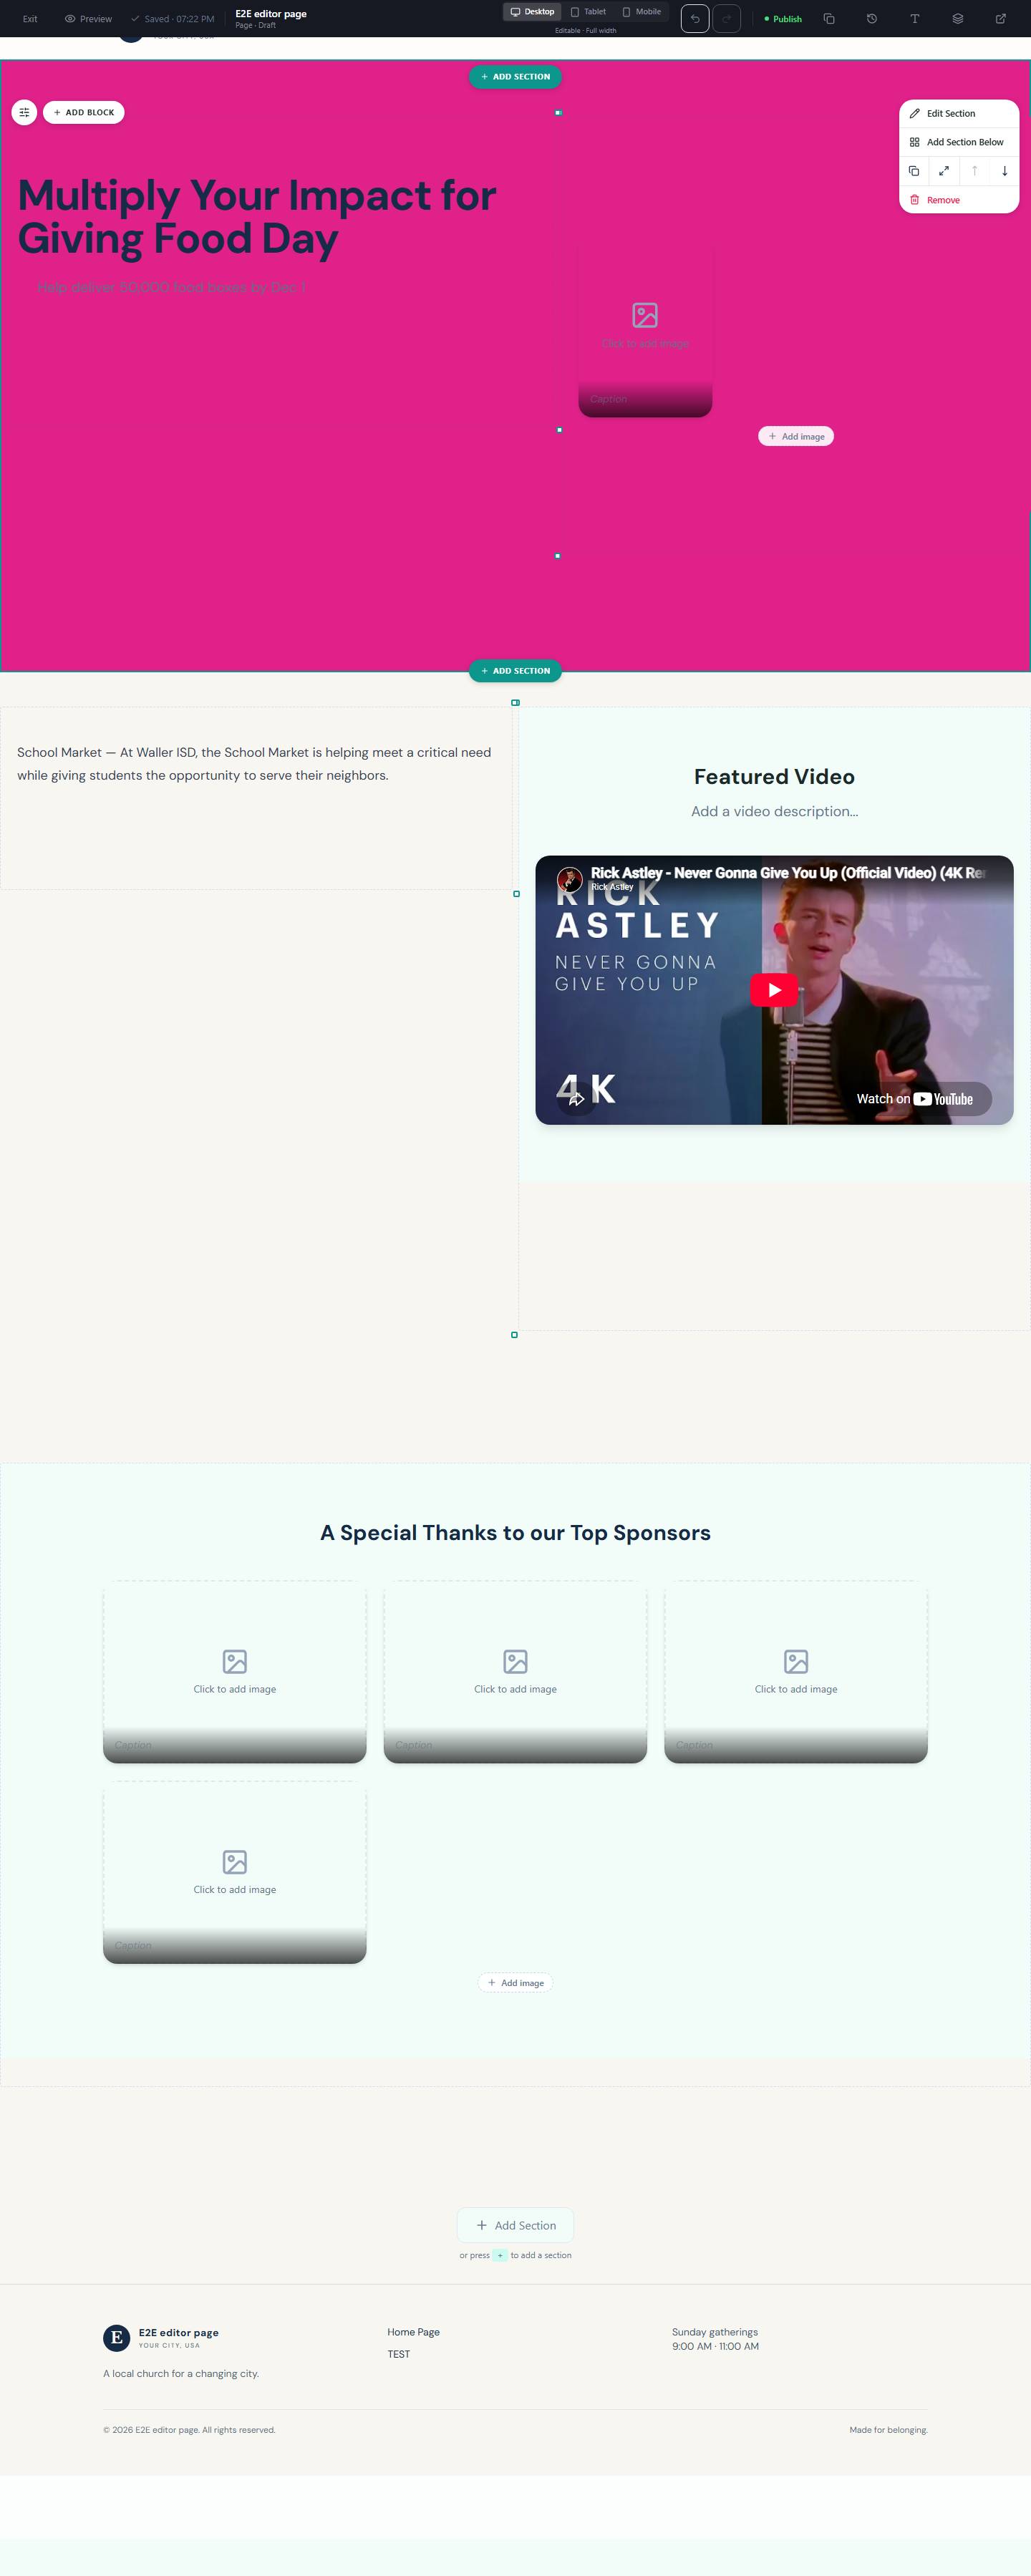 Exit
Preview
Saved · 07:22 PM
E2E editor page
Page · Draft
Desktop
Tablet
Mobile
Editable · Full width
Publish
ADD SECTION
ADD BLOCK
Edit Section
Add Section Below
Remove
Multiply Your Impact for
Giving Food Day
Help deliver 50,000 food boxes by Dec 1
Click to add image
Caption
Add image
ADD SECTION
School Market — At Waller ISD, the School Market is helping meet a critical need
while giving students the opportunity to serve their neighbors.
Featured Video
Add a video description...
Rick Astley - Never Gonna Give You Up (Official Video) (4K
Rick Astley
RICK
ASTLEY
NEVER GONNA
GIVE YOU UP
4K
Watch on YouTube
A Special Thanks to our Top Sponsors
Click to add image
Caption
Click to add image
Caption
Click to add image
Caption
Click to add image
Caption
Add image
Add Section
or press + to add a section
E
E2E editor page
YOUR CITY, USA
A local church for a changing city.
Home Page
TEST
Sunday gatherings
9:00 AM · 11:00 AM
© 2026 E2E editor page. All rights reserved.
Made for belonging.